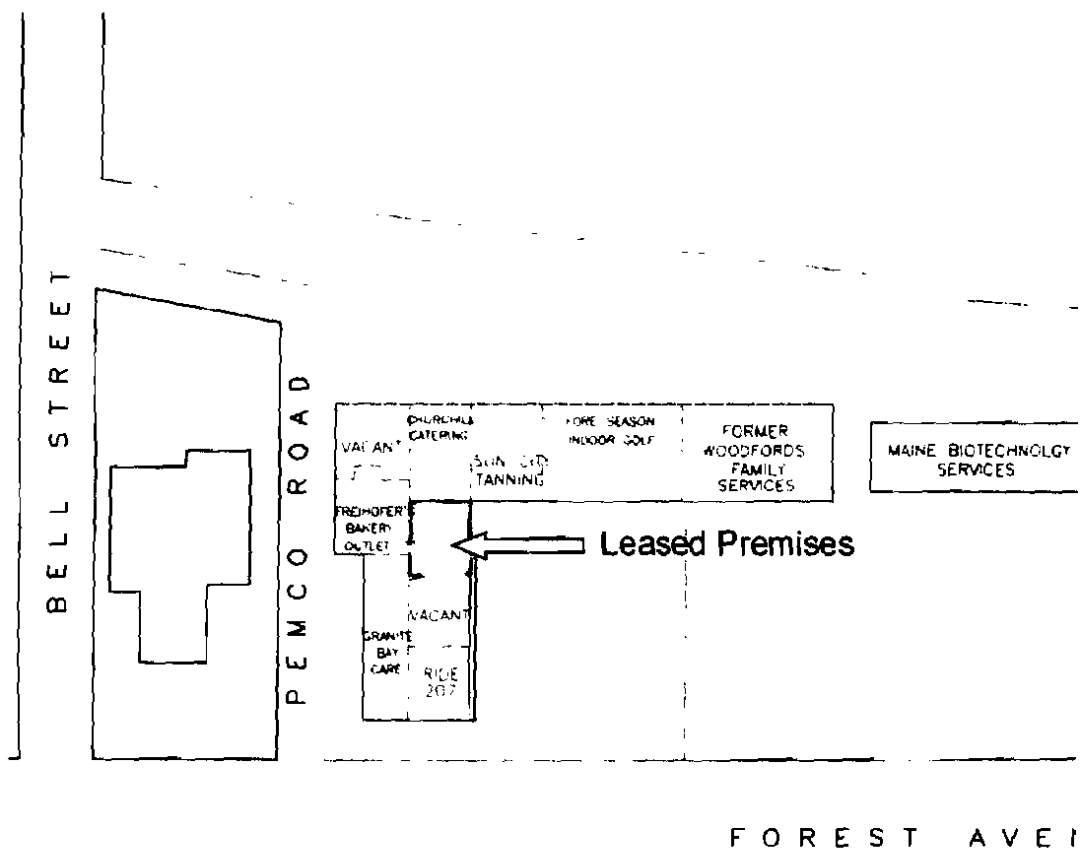 BELL STREET
PEMCO ROAD
VACANT
CHURCHILL
CATERING
TANNING
FORE SEASON
INDOOR GOLF
FORMER
WOODFORDS
FAMILY
SERVICES
MAINE BIOTECHNOLGY
SERVICES
FREIHOFER
BAKERY
OUTLET
Leased Premises
VACANT
GRANITE
BAY
CARE
RIDE
207
FOREST AVE